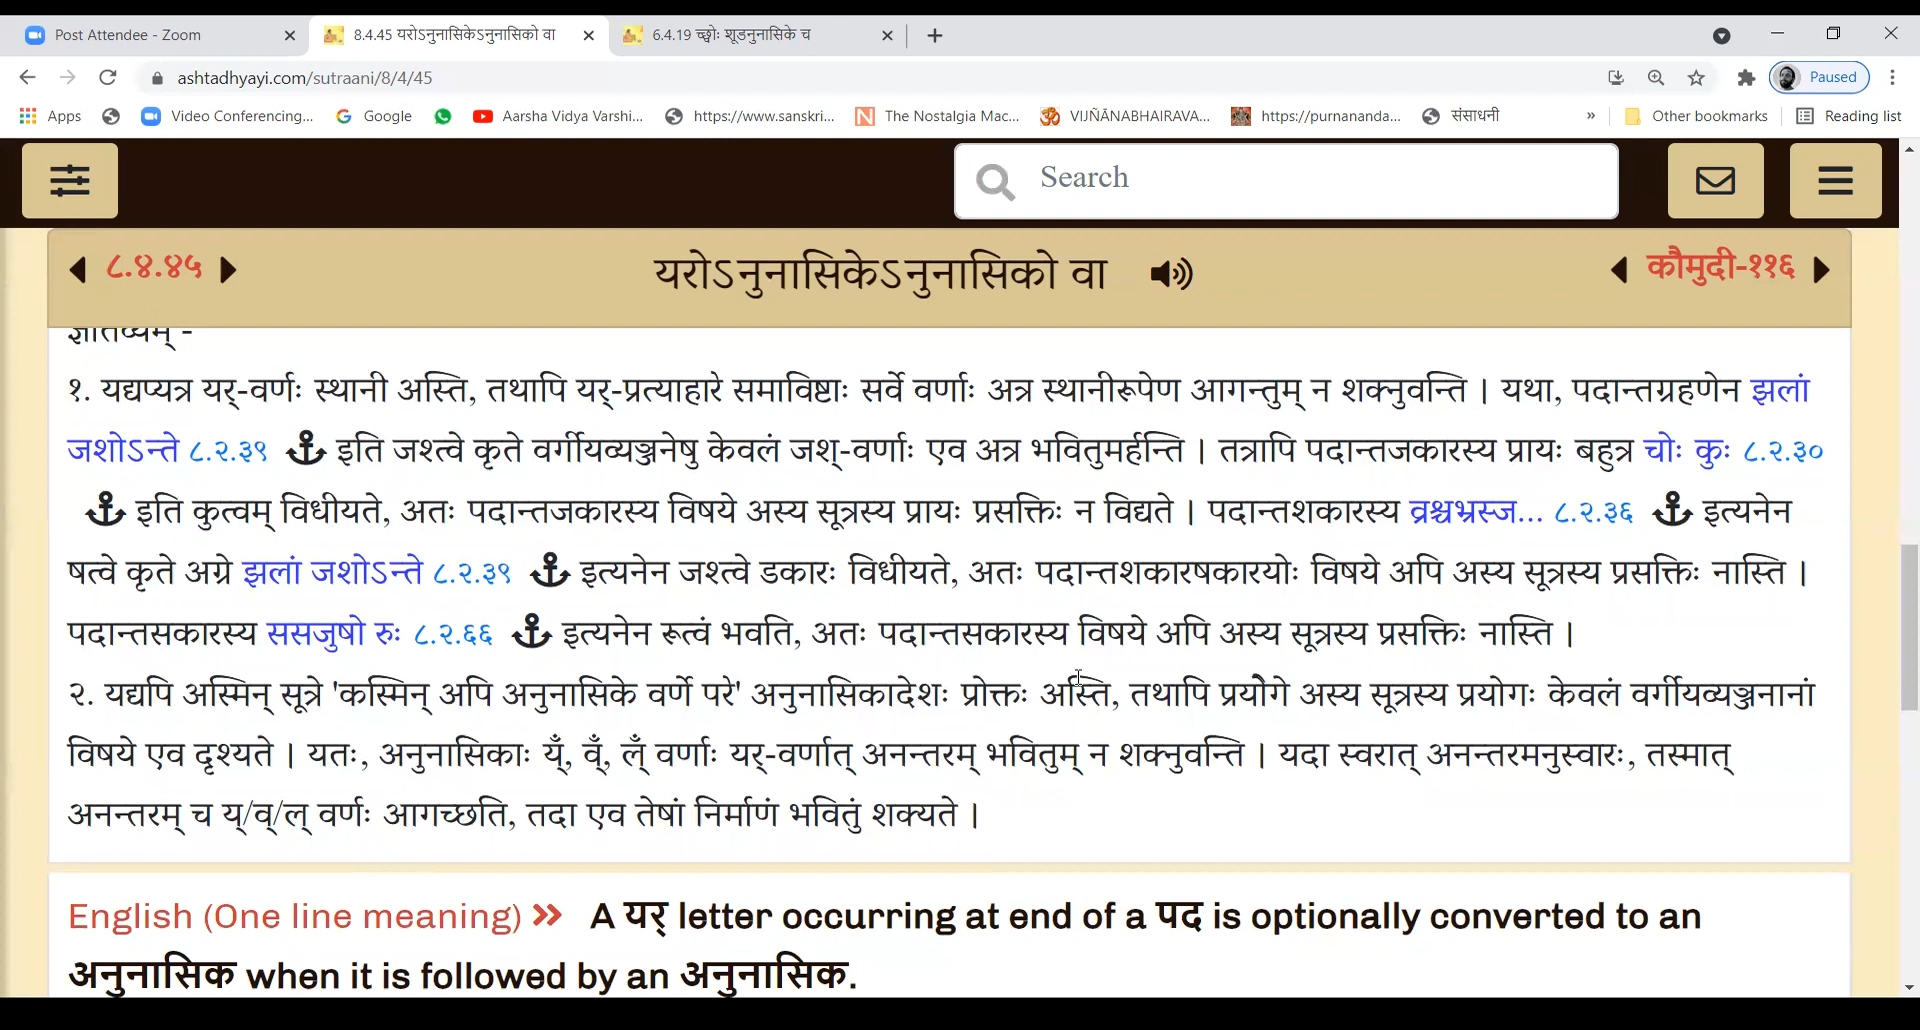 Post Attendee - Zoom
8.4.45 यरोऽनुनासिकेऽनुनासिको वा
6.4.19 च्छ्वोः शूडनुनासिके च
ashtadhyayi.com/sutraani/8/4/45
Paused
Apps
Video Conferencing...
Google
Aarsha Vidya Varshi...
https://www.sanskri...
The Nostalgia Mac...
VIJÑĀNABHAIRAVA...
https://purnananda...
संसाधनी
»
Other bookmarks
Reading list
Search
८.४.४५
यरोऽनुनासिकेऽनुनासिको वा
कौमुदी-११६
ज्ञातव्यम् -
१. यद्यप्यत्र यर्-वर्णः स्थानी अस्ति, तथापि यर्-प्रत्याहारे समाविष्टाः सर्वे वर्णाः अत्र स्थानीरूपेण आगन्तुम् न शक्नुवन्ति । यथा, पदान्तग्रहणेन झलां
जशोऽन्ते ८.२.३९ इति जश्त्वे कृते वर्गीयव्यञ्जनेषु केवलं जश्-वर्णाः एव अत्र भवितुमर्हन्ति । तत्रापि पदान्तजकारस्य प्रायः बहुत्र चोः कुः ८.२.३०
इति कुत्वम् विधीयते, अतः पदान्तजकारस्य विषये अस्य सूत्रस्य प्रायः प्रसक्तिः न विद्यते । पदान्तशकारस्य व्रश्चभ्रस्ज... ८.२.३६ इत्यनेन
षत्वे कृते अग्रे झलां जशोऽन्ते ८.२.३९ इत्यनेन जश्त्वे डकारः विधीयते, अतः पदान्तशकारषकारयोः विषये अपि अस्य सूत्रस्य प्रसक्तिः नास्ति ।
पदान्तसकारस्य ससजुषो रुः ८.२.६६ इत्यनेन रूत्वं भवति, अतः पदान्तसकारस्य विषये अपि अस्य सूत्रस्य प्रसक्तिः नास्ति ।
२. यद्यपि अस्मिन् सूत्रे 'कस्मिन् अपि अनुनासिके वर्णे परे' अनुनासिकादेशः प्रोक्तः अस्ति, तथापि प्रयोगे अस्य सूत्रस्य प्रयोगः केवलं वर्गीयव्यञ्जनानां
विषये एव दृश्यते । यतः, अनुनासिकाः यँ्, वँ्, लँ् वर्णाः यर्-वर्णात् अनन्तरम् भवितुम् न शक्नुवन्ति । यदा स्वरात् अनन्तरमनुस्वारः, तस्मात्
अनन्तरम् च य्/व्/ल् वर्णः आगच्छति, तदा एव तेषां निर्माणं भवितुं शक्यते ।
English (One line meaning) >> A यर् letter occurring at end of a पद is optionally converted to an
अनुनासिक when it is followed by an अनुनासिक.